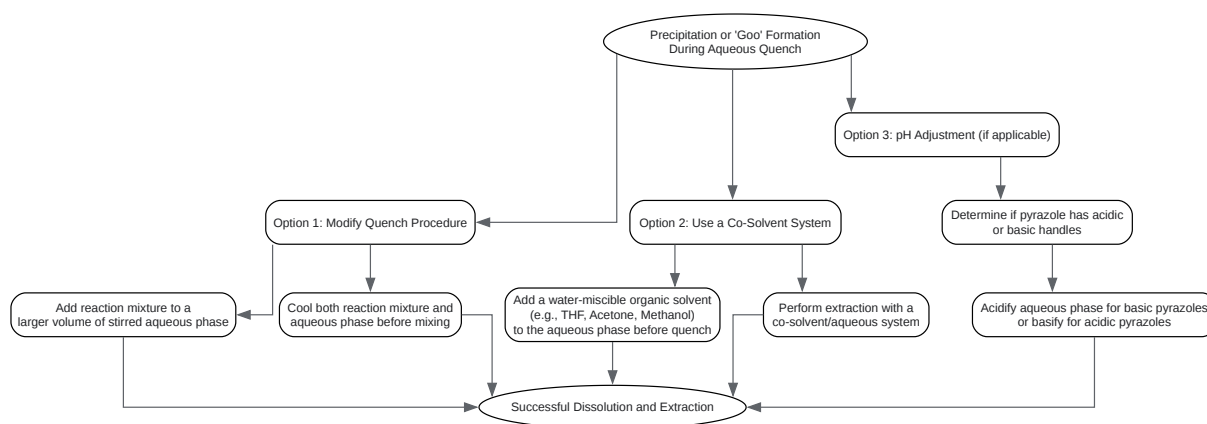 Precipitation or 'Goo' Formation
During Aqueous Quench
Option 3: pH Adjustment (if applicable)
Option 1: Modify Quench Procedure
Option 2: Use a Co-Solvent System
Determine if pyrazole has acidic
or basic handles
Add reaction mixture to a
larger volume of stirred aqueous phase
Cool both reaction mixture and
aqueous phase before mixing
Add a water-miscible organic solvent
(e.g., THF, Acetone, Methanol)
to the aqueous phase before quench
Perform extraction with a
co-solvent/aqueous system
Acidify aqueous phase for basic pyrazoles
or basify for acidic pyrazoles
Successful Dissolution and Extraction